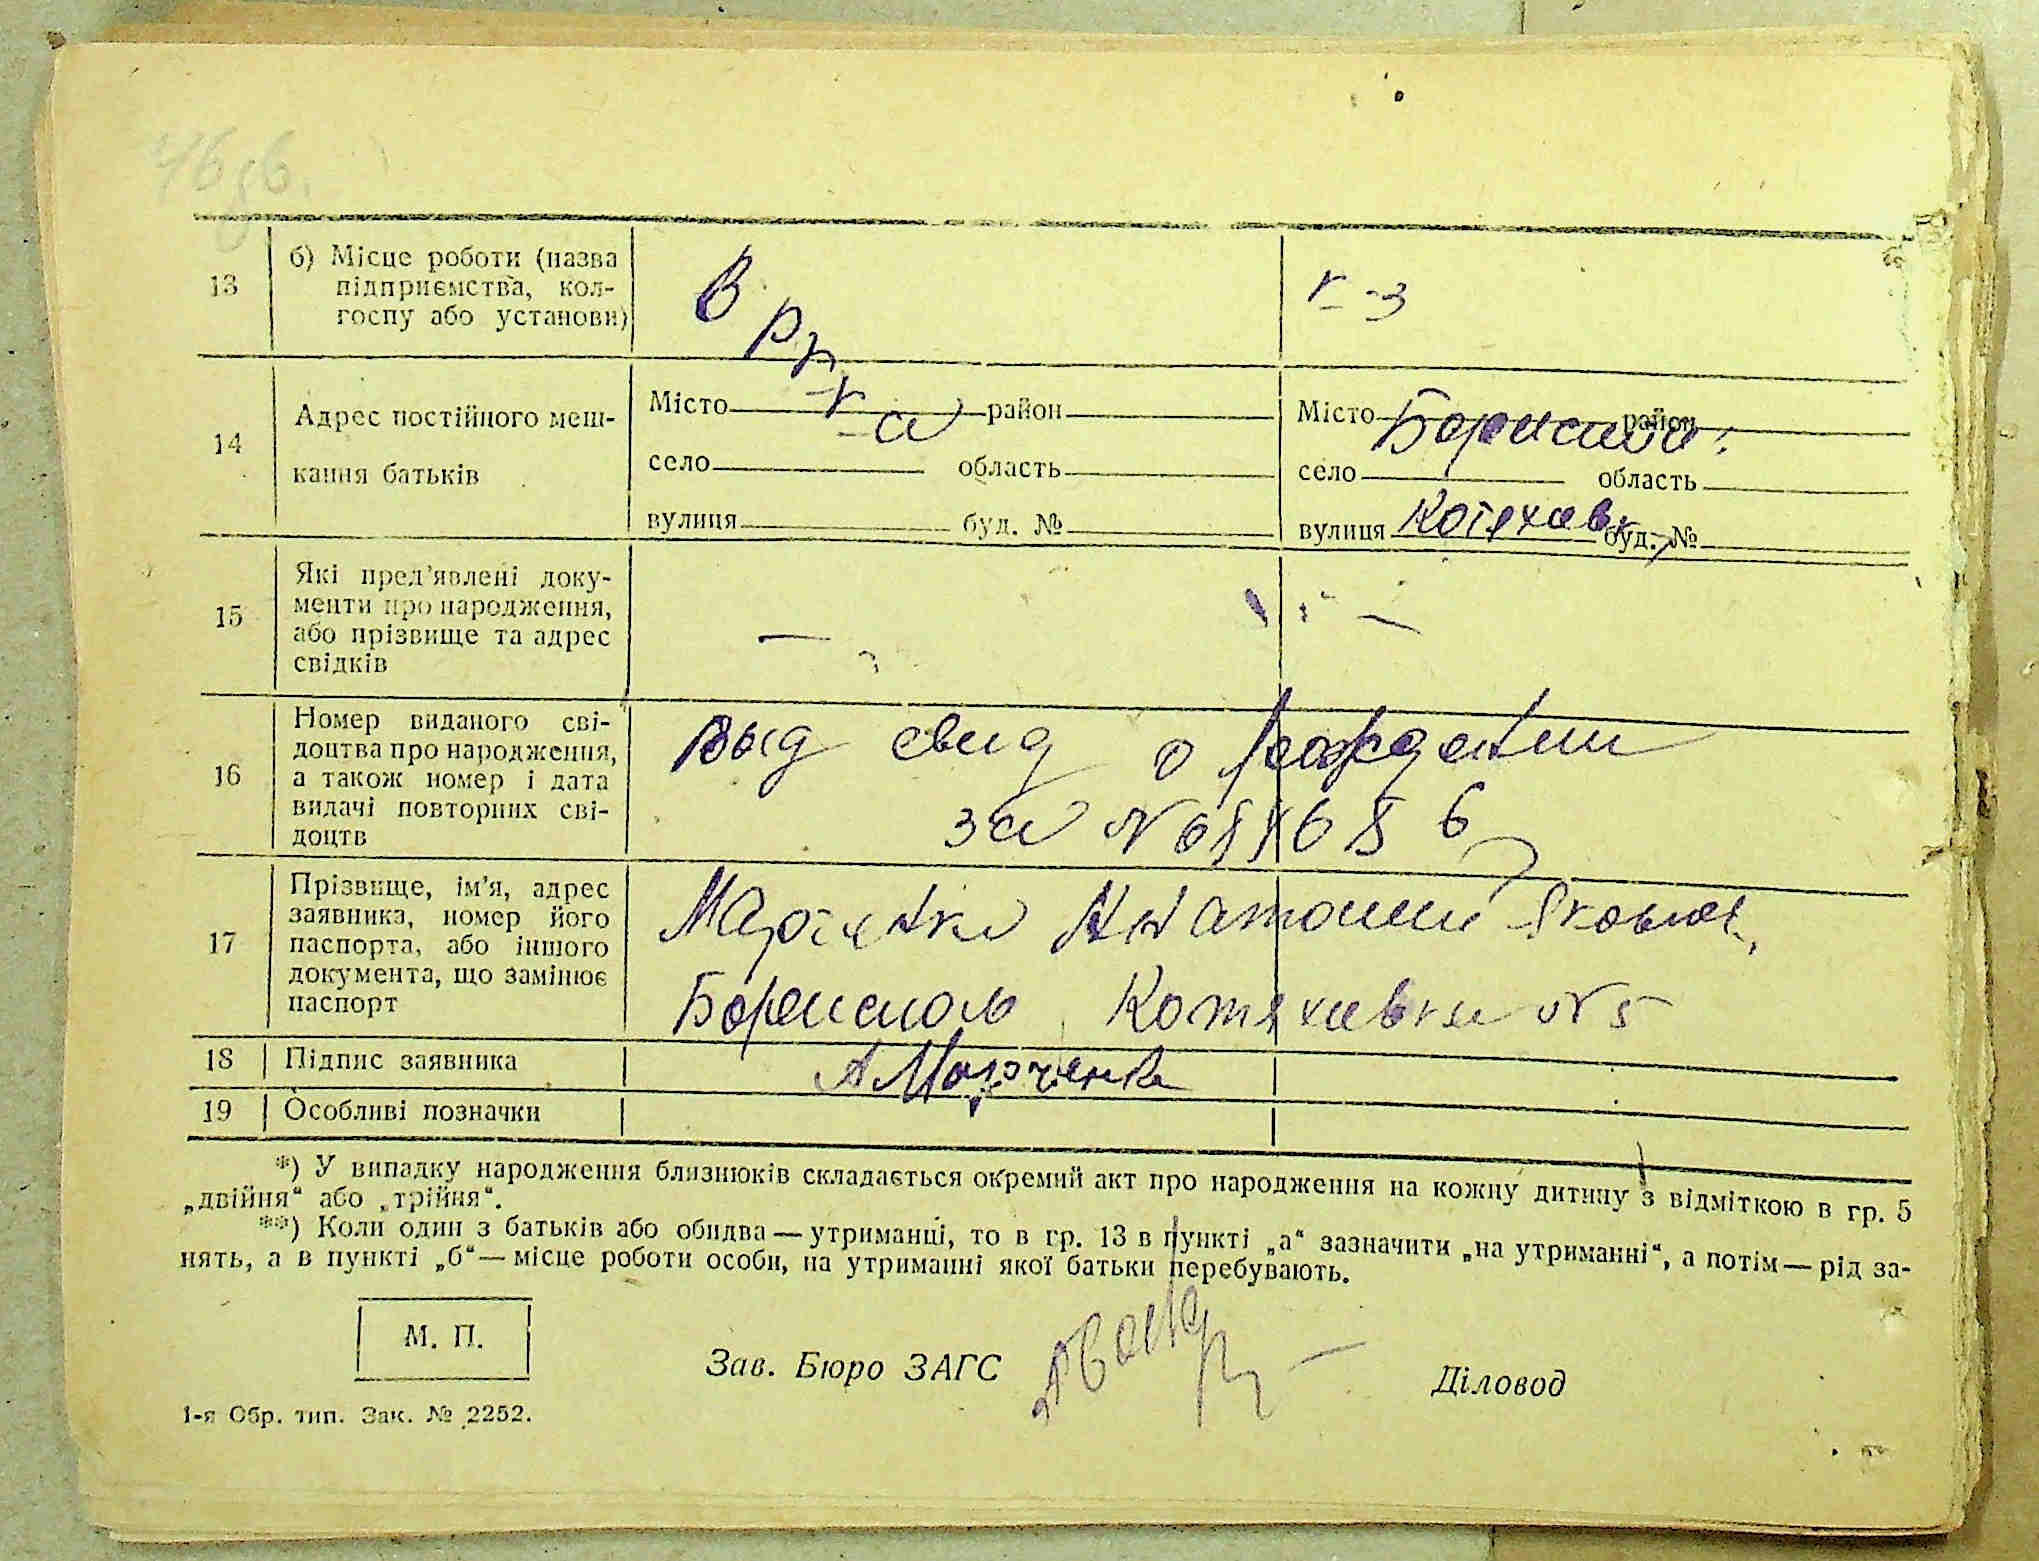 13
б) Місце роботи (назва
підприємства, кол-
госпу або установи)
В
РККА
к-з
14
Адрес постійного меш-
кання батьків
Місто район
село область
вулиця буд. №
Місто Борисполь район
село область
вулиця Котяхівка буд. №
15
Які пред'явлені доку-
менти про народження,
або прізвище та адрес
свідків
—
—
16
Номер виданого сві-
доцтва про народження,
а також номер і дата
видачі повторних сві-
доцтв
Выд свид о рождении
за №
17
Прізвище, ім'я, адрес
заявника, номер його
паспорта, або іншого
документа, що замінює
паспорт
Марченко Яковлев.
Борисполь №5
18 Підпис заявника
АМарченко
19 Особливі позначки
*) У випадку народження близнюків складається окремий акт про народження на кожну дитину з відміткою в гр. 5
„двійня“ або „трійня“.
**) Коли один з батьків або обидва—утриманці, то в гр. 13 в пункті „а“ зазначити „на утриманні“, а потім—рід за-
нять, а в пункті „б“—місце роботи особи, на утриманні якої батьки перебувають.
М. П.
Зав. Бюро ЗАГС
Діловод
1-я Обр. тип. Зак. № 2252.